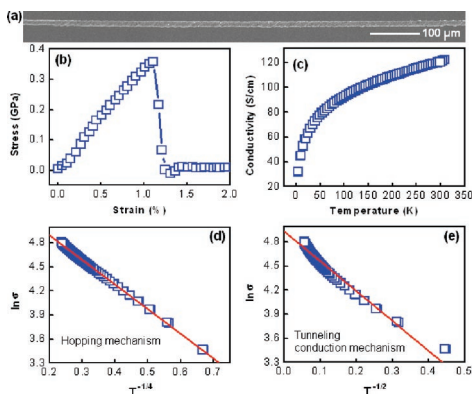 (a)
100 µm
(b)
0.4
0.3
0.2
0.1
0.0
Stress (GPa)
0.0 0.5 1.0 1.5 2.0
Strain (%)
(c)
140
120
100
80
60
40
20
0
Conductivity (S/cm)
0 50 100 150 200 250 300 350
Temperature (K)
(d)
4.8
4.5
4.2
3.9
3.6
3.3
ln σ
Hopping mechanism
0.2 0.3 0.4 0.5 0.6 0.7
T⁻¹/⁴
(e)
4.8
4.5
4.2
3.9
3.6
3.3
ln σ
Tunneling
conduction mechanism
0.0 0.1 0.2 0.3 0.4 0.5
T⁻¹/²